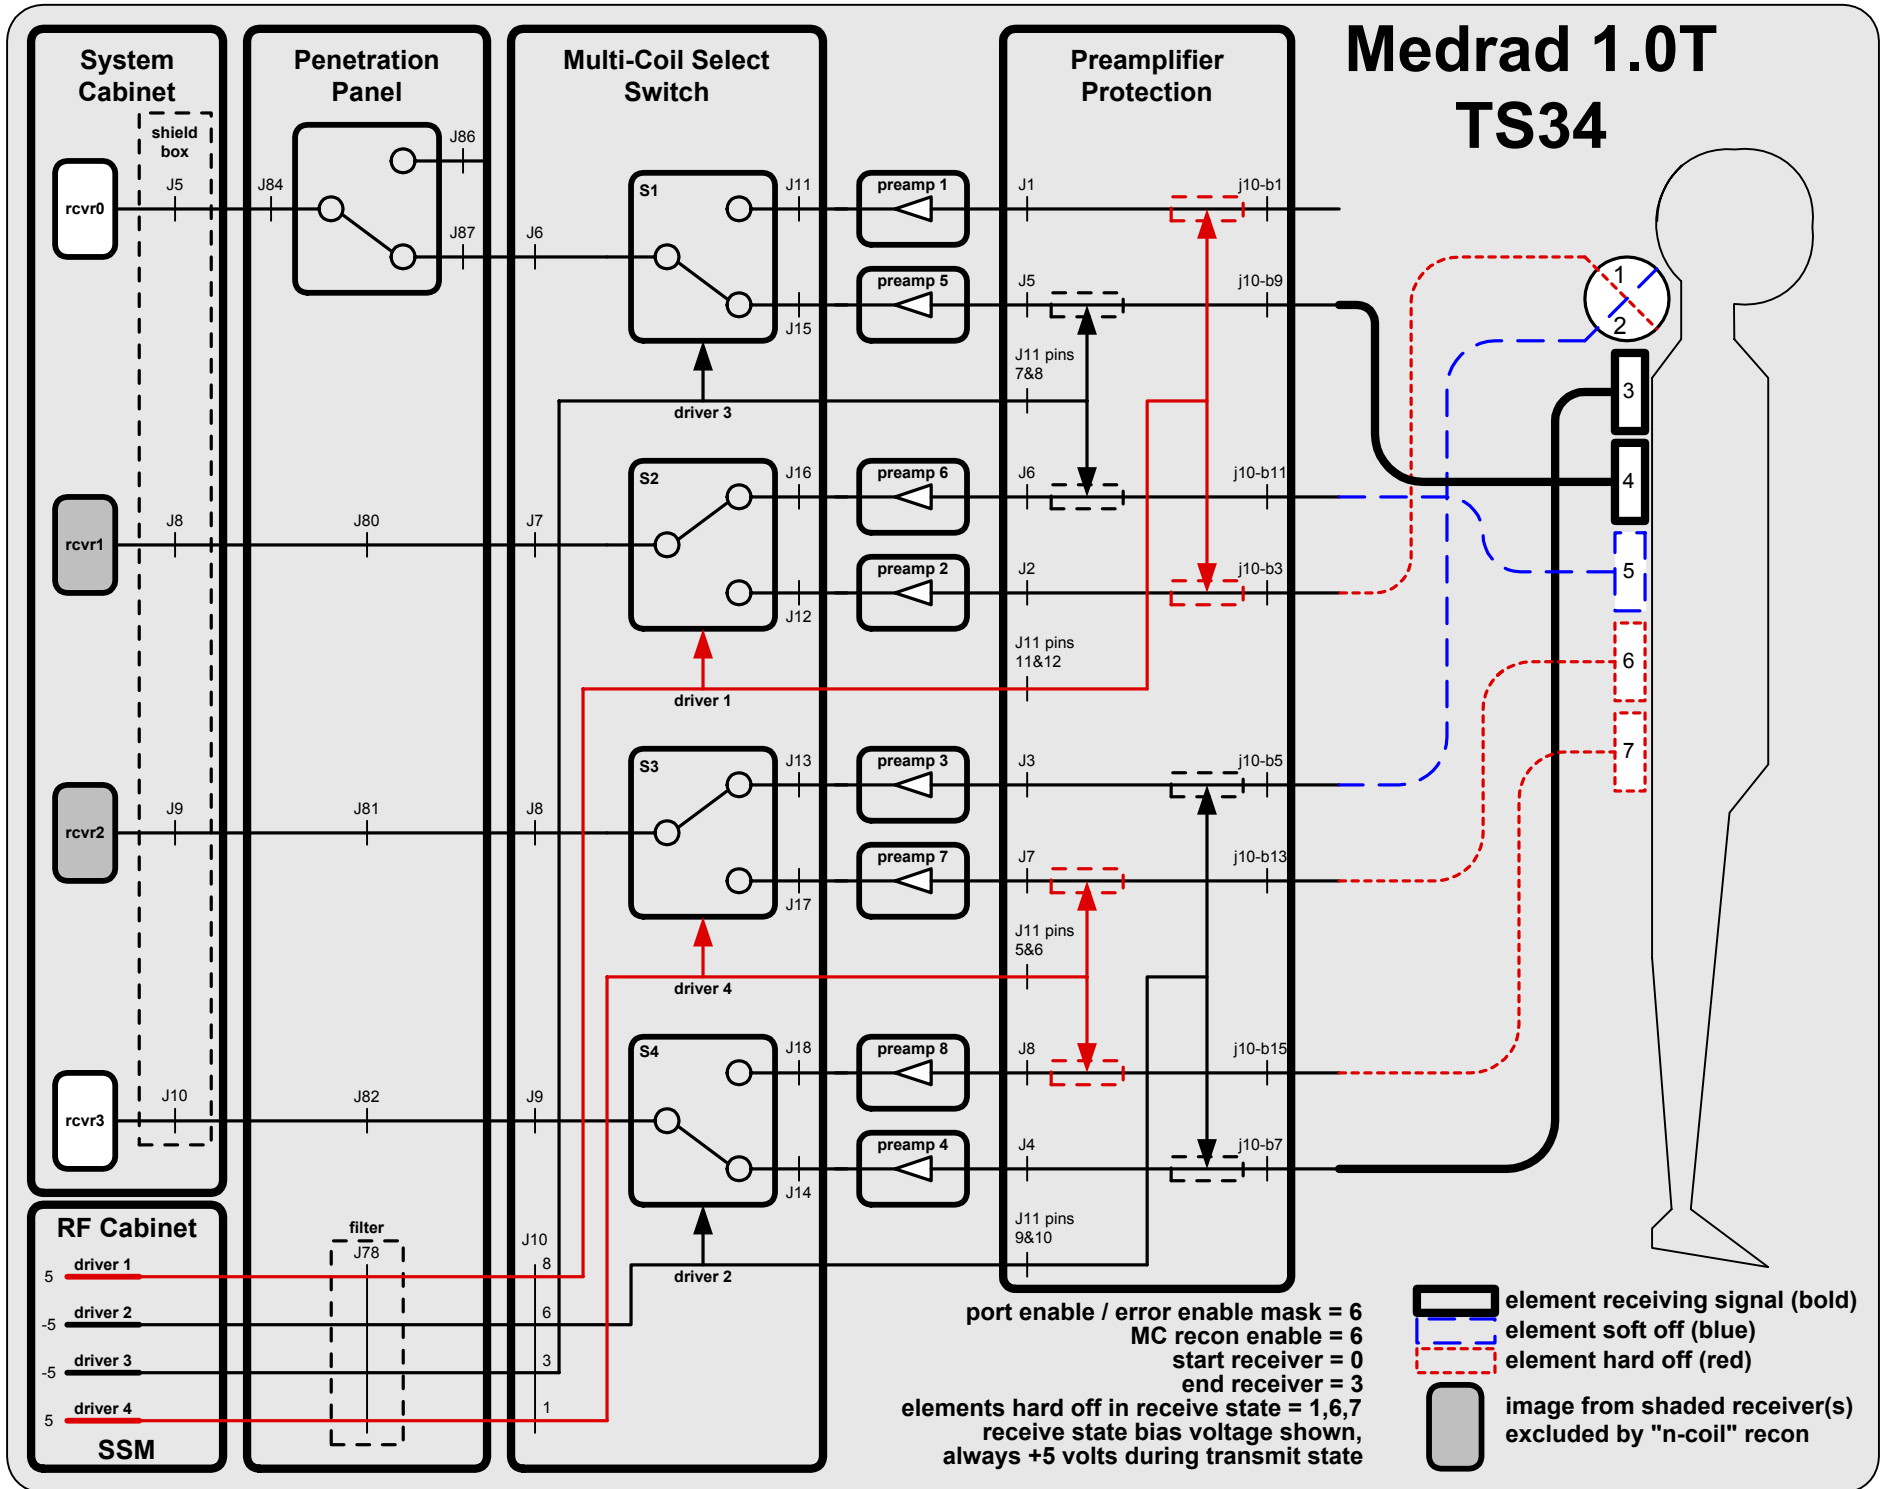 Medrad 1.0T
TS34
System
Cabinet
Penetration
Panel
Multi-Coil Select
Switch
Preamplifier
Protection
shield
box
rcvr0
J5
J84
J86
J87
J6
S1
J11
J15
preamp 1
preamp 5
J1
J5
j10-b1
j10-b9
J11 pins
7&8
driver 3
1
2
3
4
5
6
7
rcvr1
J8
J80
J7
S2
J16
J12
preamp 6
preamp 2
J6
J2
j10-b11
j10-b3
J11 pins
11&12
driver 1
rcvr2
J9
J81
J8
S3
J13
J17
preamp 3
preamp 7
J3
J7
j10-b5
j10-b13
J11 pins
5&6
driver 4
rcvr3
J10
J82
J9
S4
J18
J14
preamp 8
preamp 4
J8
J4
j10-b15
j10-b7
J11 pins
9&10
driver 2
RF Cabinet
filter
J78
J10
5 driver 1 8
-5 driver 2 6
-5 driver 3 3
5 driver 4 1
SSM
port enable / error enable mask = 6
MC recon enable = 6
start receiver = 0
end receiver = 3
elements hard off in receive state = 1,6,7
receive state bias voltage shown,
always +5 volts during transmit state
element receiving signal (bold)
element soft off (blue)
element hard off (red)
image from shaded receiver(s)
excluded by "n-coil" recon